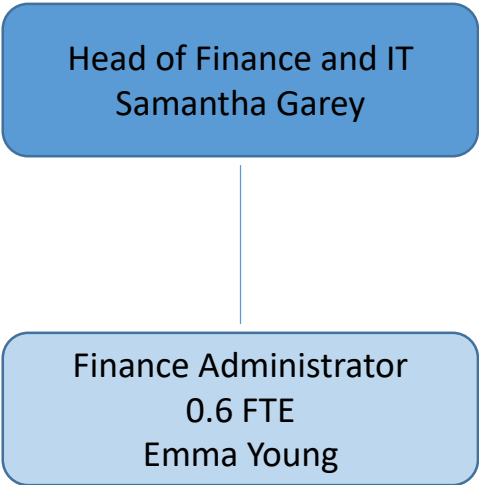 Head of Finance and IT
Samantha Garey
Finance Administrator
0.6 FTE
Emma Young